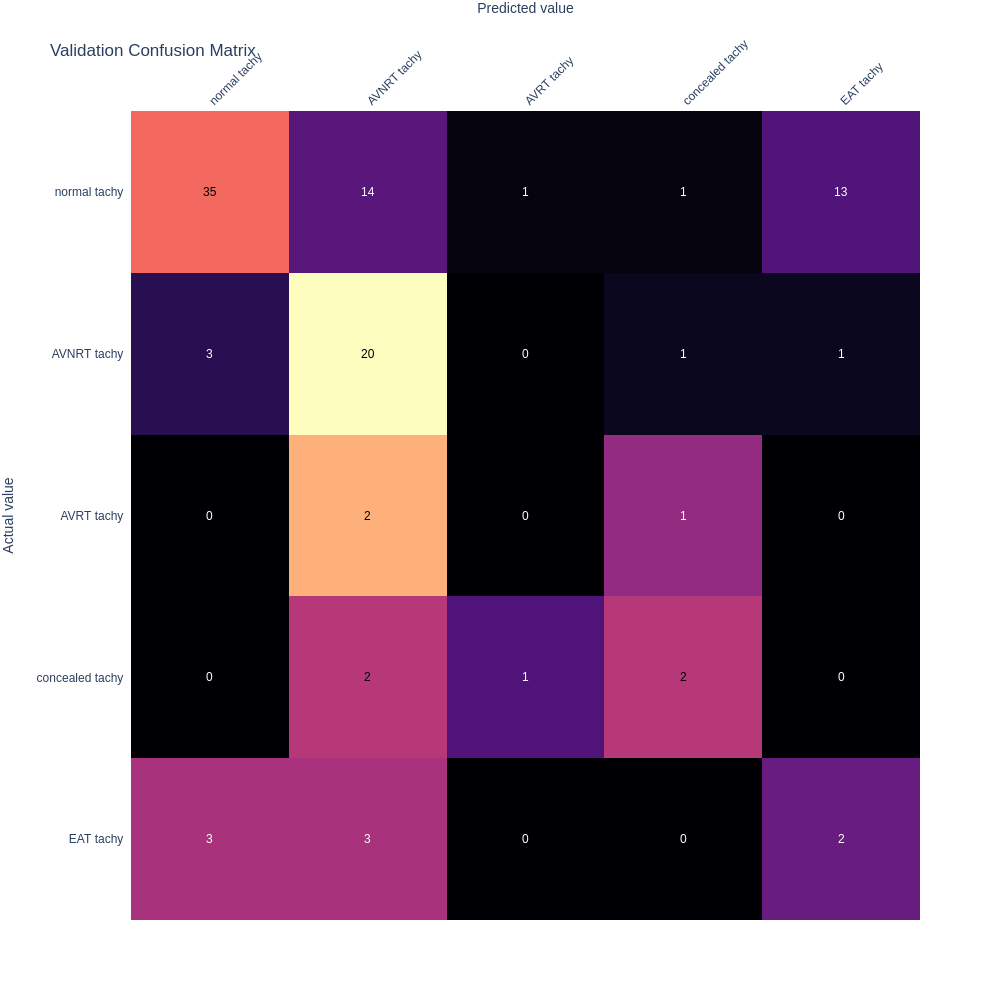 Predicted value
Validation Confusion Matrix
normal tachy AVNRT tachy AVRT tachy concealed tachy EAT tachy
normal tachy 35 14 1 1 13
AVNRT tachy 3 20 0 1 1
Actual value
AVRT tachy 0 2 0 1 0
concealed tachy 0 2 1 2 0
EAT tachy 3 3 0 0 2